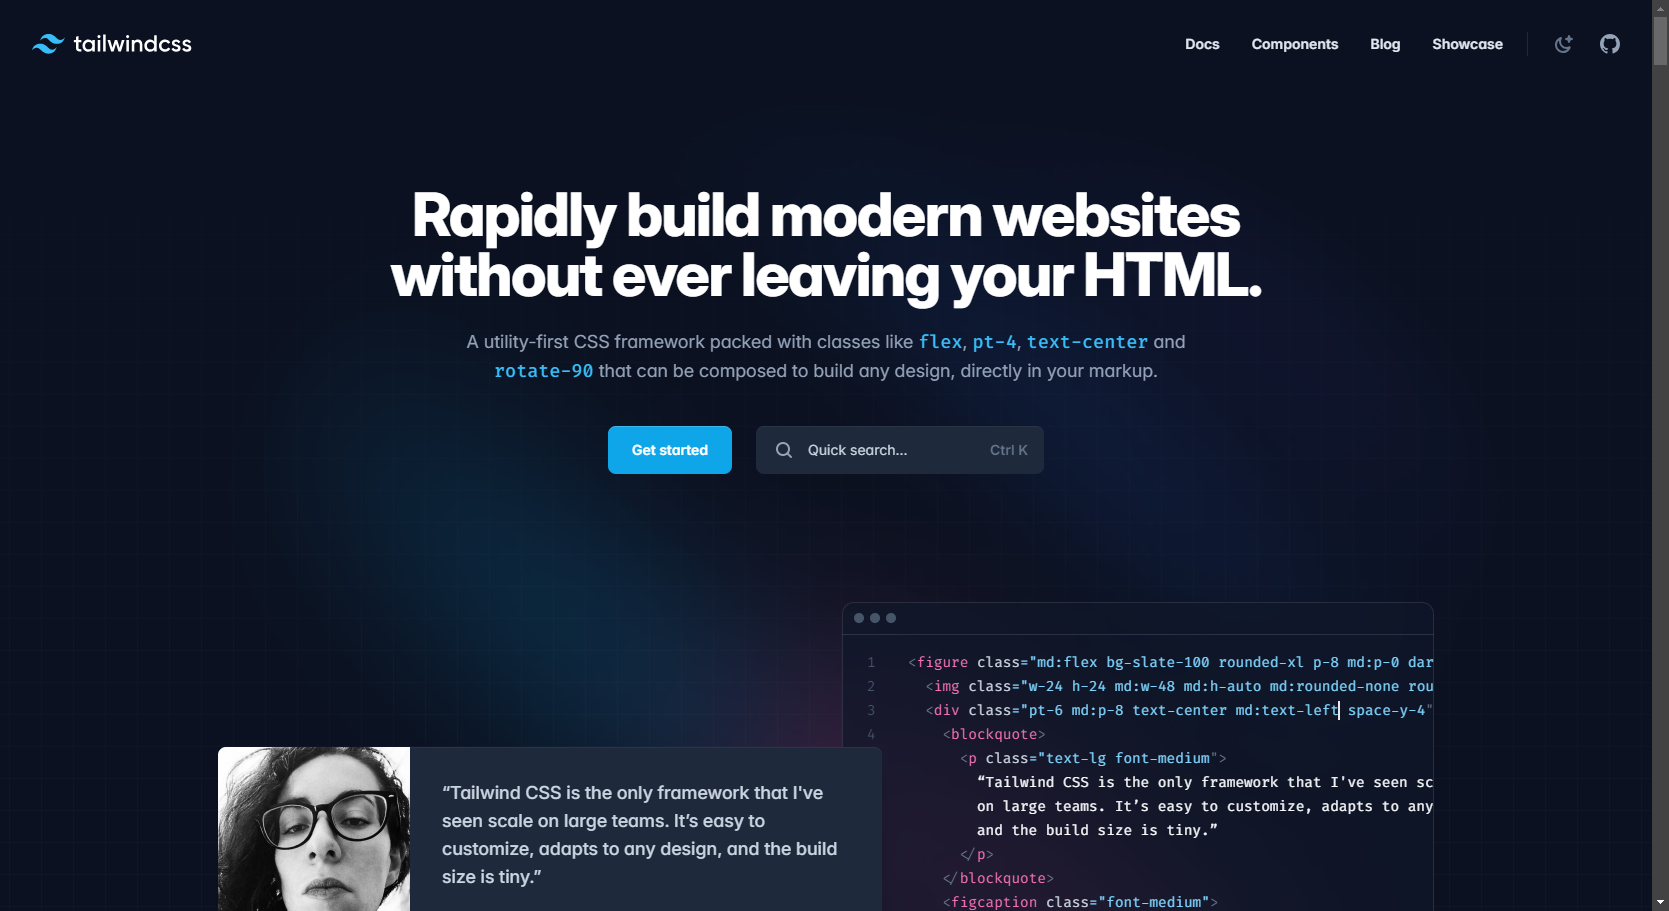 tailwindcss
Docs
Components
Blog
Showcase
Rapidly build modern websites
without ever leaving your HTML.
A utility-first CSS framework packed with classes like flex, pt-4, text-center and
rotate-90 that can be composed to build any design, directly in your markup.
Get started
Quick search...
Ctrl K
“Tailwind CSS is the only framework that I've
seen scale on large teams. It’s easy to
customize, adapts to any design, and the build
size is tiny.”
1 <figure class="md:flex bg-slate-100 rounded-xl p-8 md:p-0 dar
2 <img class="w-24 h-24 md:w-48 md:h-auto md:rounded-none rou
3 <div class="pt-6 md:p-8 text-center md:text-left space-y-4"
4 <blockquote>
<p class="text-lg font-medium">
“Tailwind CSS is the only framework that I've seen sc
on large teams. It’s easy to customize, adapts to any
and the build size is tiny.”
</p>
</blockquote>
<figcaption class="font-medium">